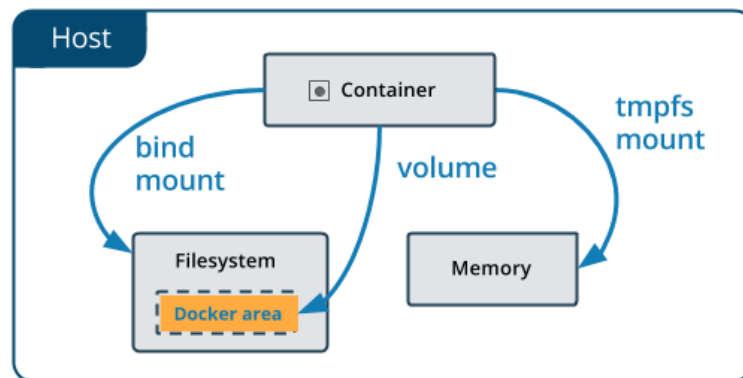 Host
Container
bind
mount
volume
tmpfs
mount
Filesystem
Docker area
Memory